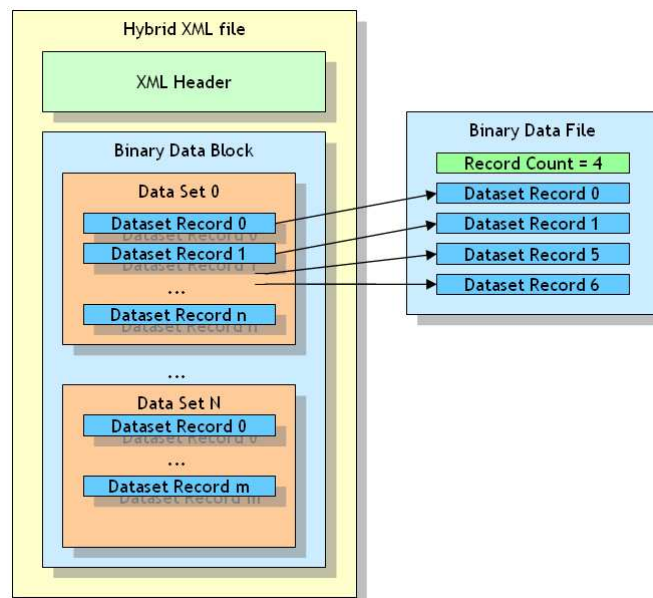 Hybrid XML file
XML Header
Binary Data Block
Data Set 0
Dataset Record 0
Dataset Record 1
...
Dataset Record n
...
Data Set N
Dataset Record 0
...
Dataset Record m
Binary Data File
Record Count = 4
Dataset Record 0
Dataset Record 1
Dataset Record 5
Dataset Record 6